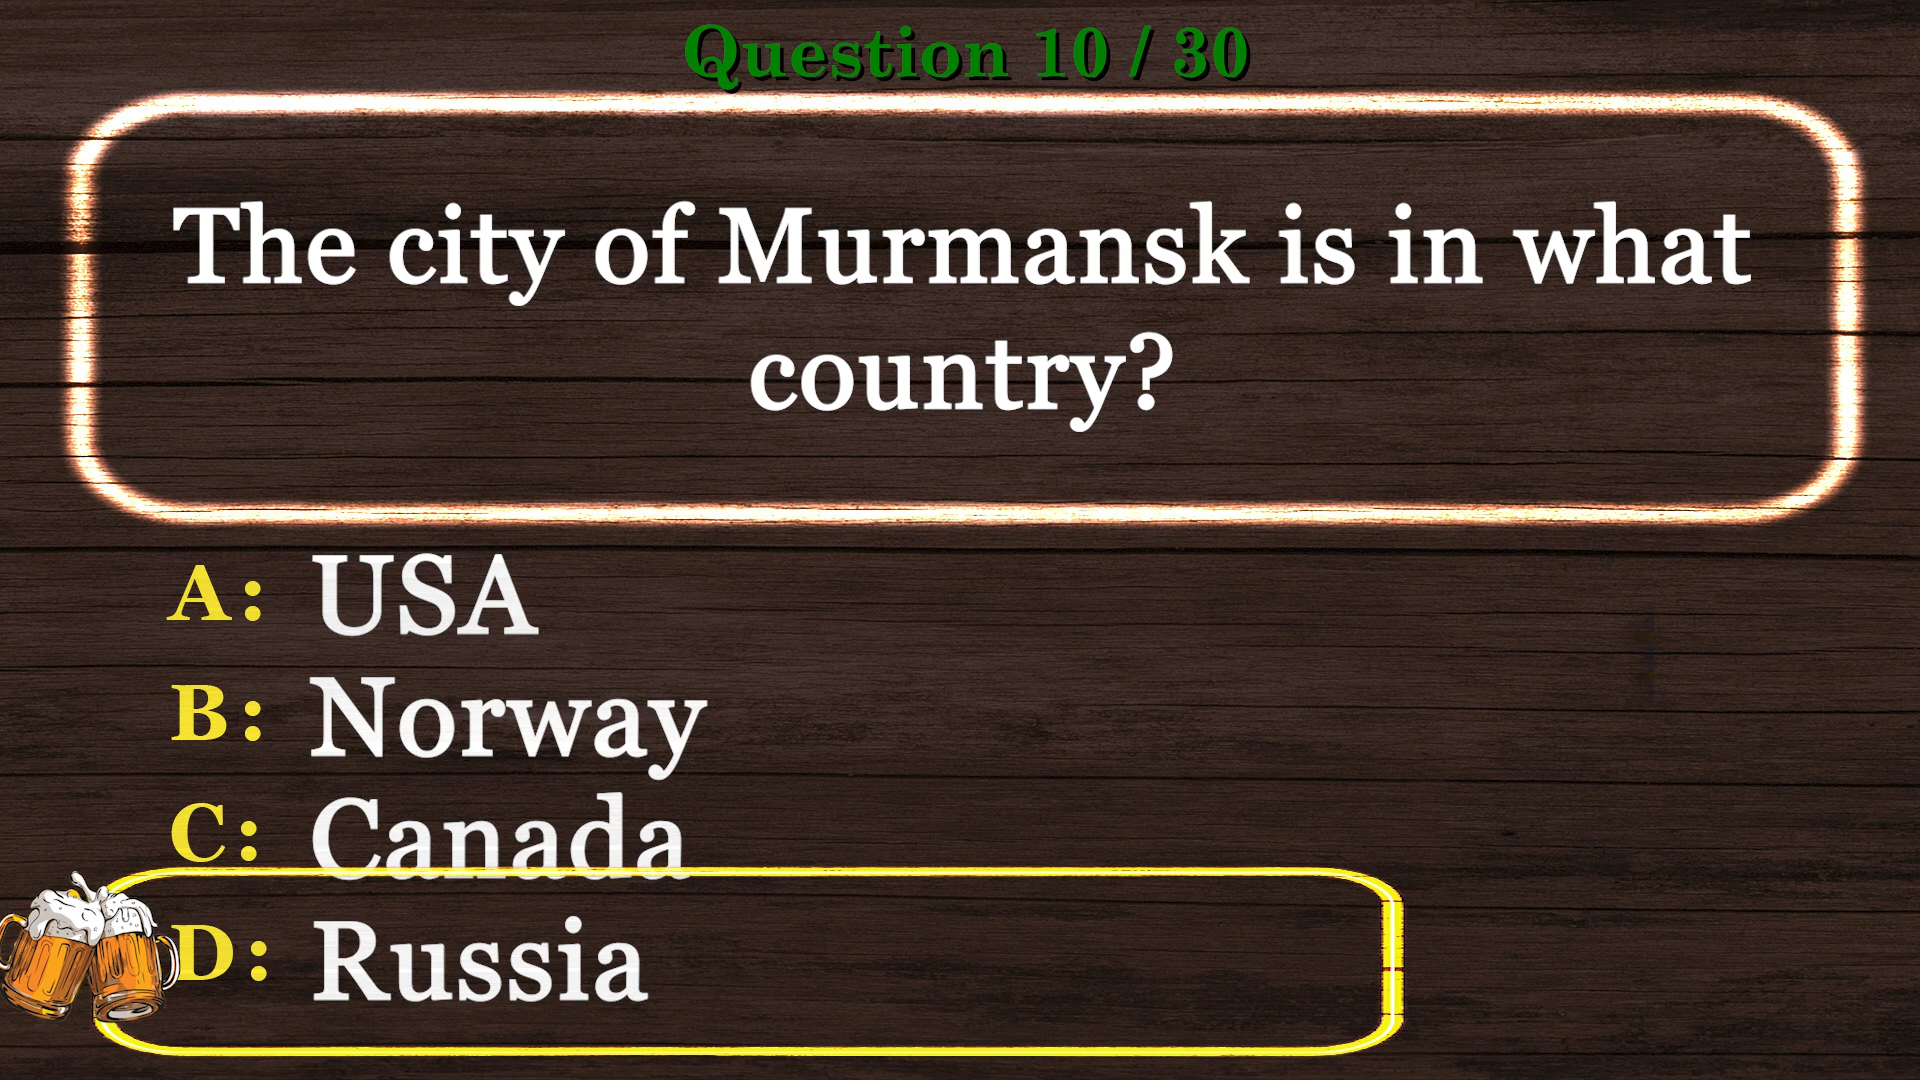 Question 10 / 30
The city of Murmansk is in what
country?
A: USA
B: Norway
C: Canada
D: Russia